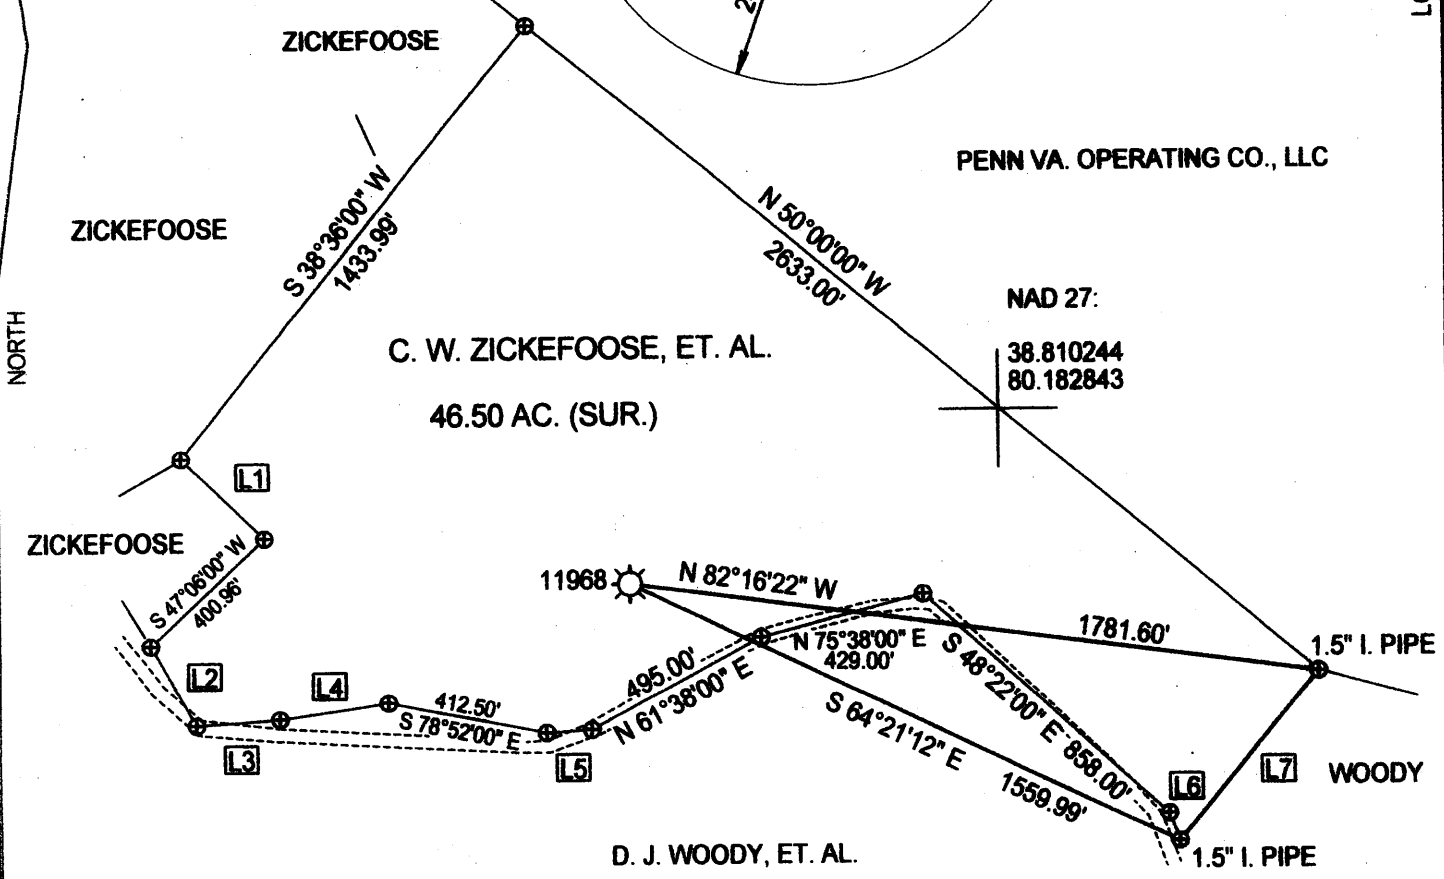 ZICKEFOOSE
PENN VA. OPERATING CO., LLC
S 38°36'00" W
1433.99'
N 50°00'00" W
2633.00'
ZICKEFOOSE
NAD 27:
38.810244
80.182843
NORTH
C. W. ZICKEFOOSE, ET. AL.
46.50 AC. (SUR.)
L1
ZICKEFOOSE
S 47°06'00" W
400.96'
11968
N 82°16'22" W
1781.60'
1.5" I. PIPE
N 75°38'00" E
429.00'
S 48°22'00" E 858.00'
495.00'
N 61°38'00" E
L2
L4
412.50'
S 78°52'00" E
S 64°21'12" E
1559.99'
L3
L5
L6
L7
WOODY
D. J. WOODY, ET. AL.
1.5" I. PIPE